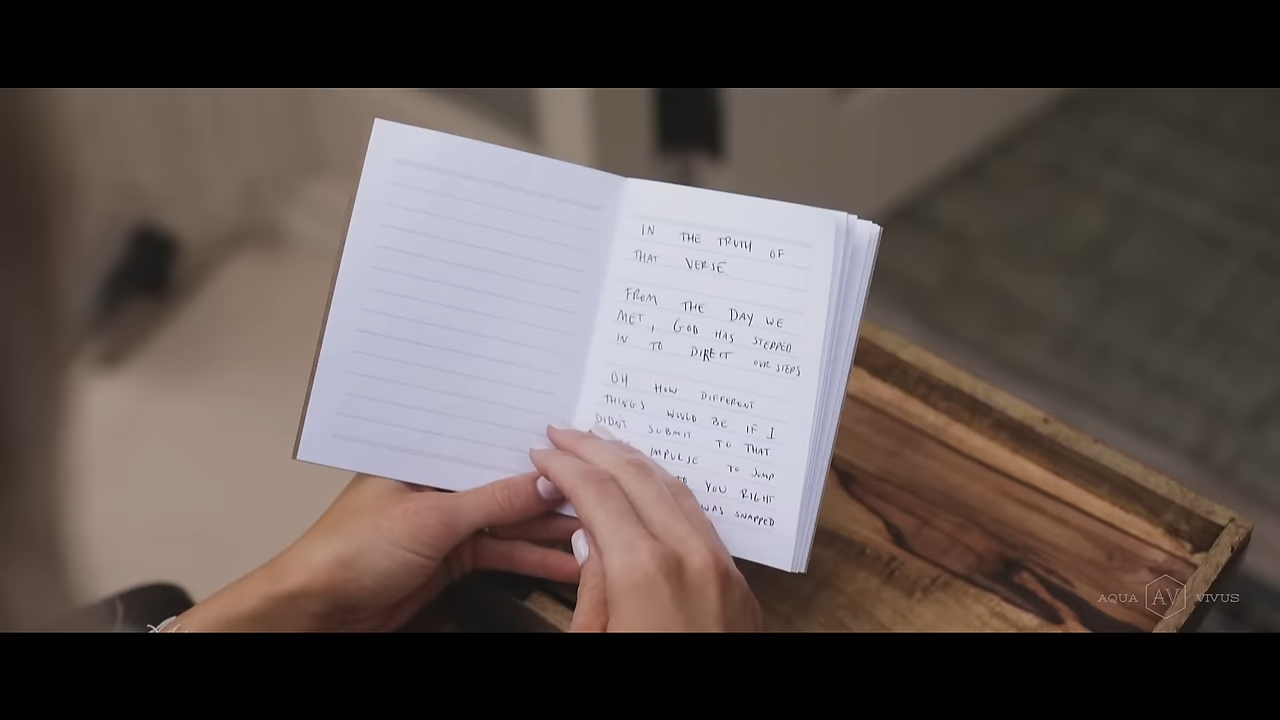 IN THE TRUTH OF
THAT VERSE.
FROM THE DAY WE
MET, GOD HAS STEPPED
IN TO DIRECT OUR STEPS
OH HOW DIFFERENT
THINGS WOULD BE IF I
DIDN'T SUBMIT TO THAT
IMPULSE TO JUMP
YOU RIGHT
WAS SNAPPED
AQUA AV VIVUS